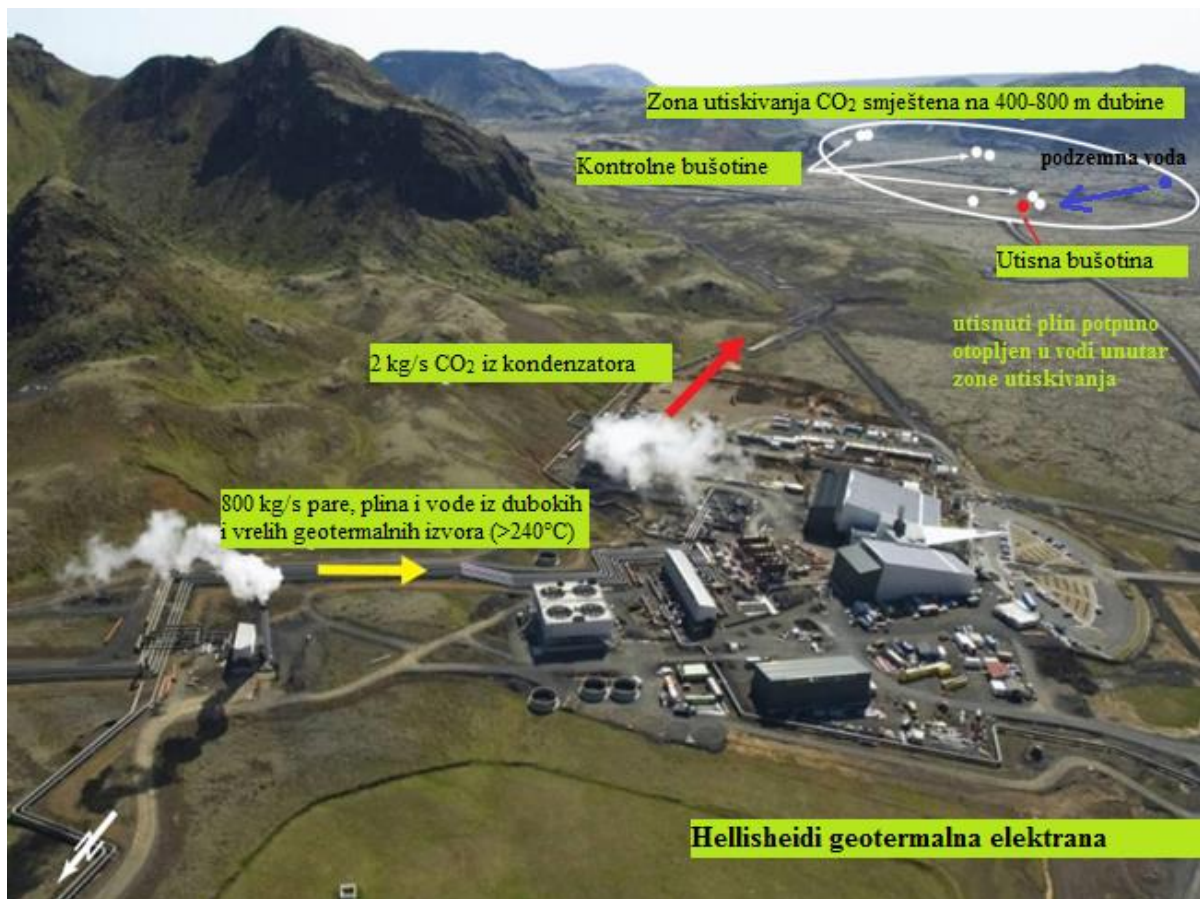 Zona utiskivanja CO₂ smještena na 400-800 m dubine
Kontrolne bušotine
podzemna voda
Utisna bušotina
utisnuti plin potpuno
otopljen u vodi unutar
zone utiskivanja
2 kg/s CO₂ iz kondenzatora
800 kg/s pare, plina i vode iz dubokih
i vrelih geotermalnih izvora (>240°C)
Hellisheidi geotermalna elektrana